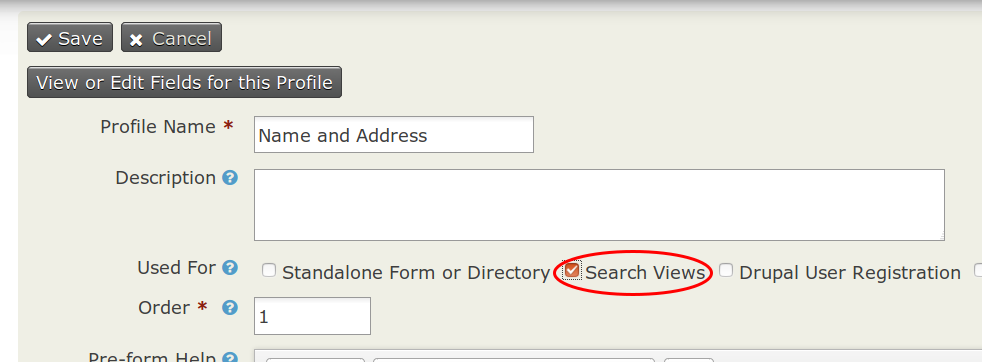 Save Cancel
View or Edit Fields for this Profile
Profile Name * Name and Address
Description ?
Used For ? Standalone Form or Directory Search Views Drupal User Registration
Order * ? 1
Pre-form Help